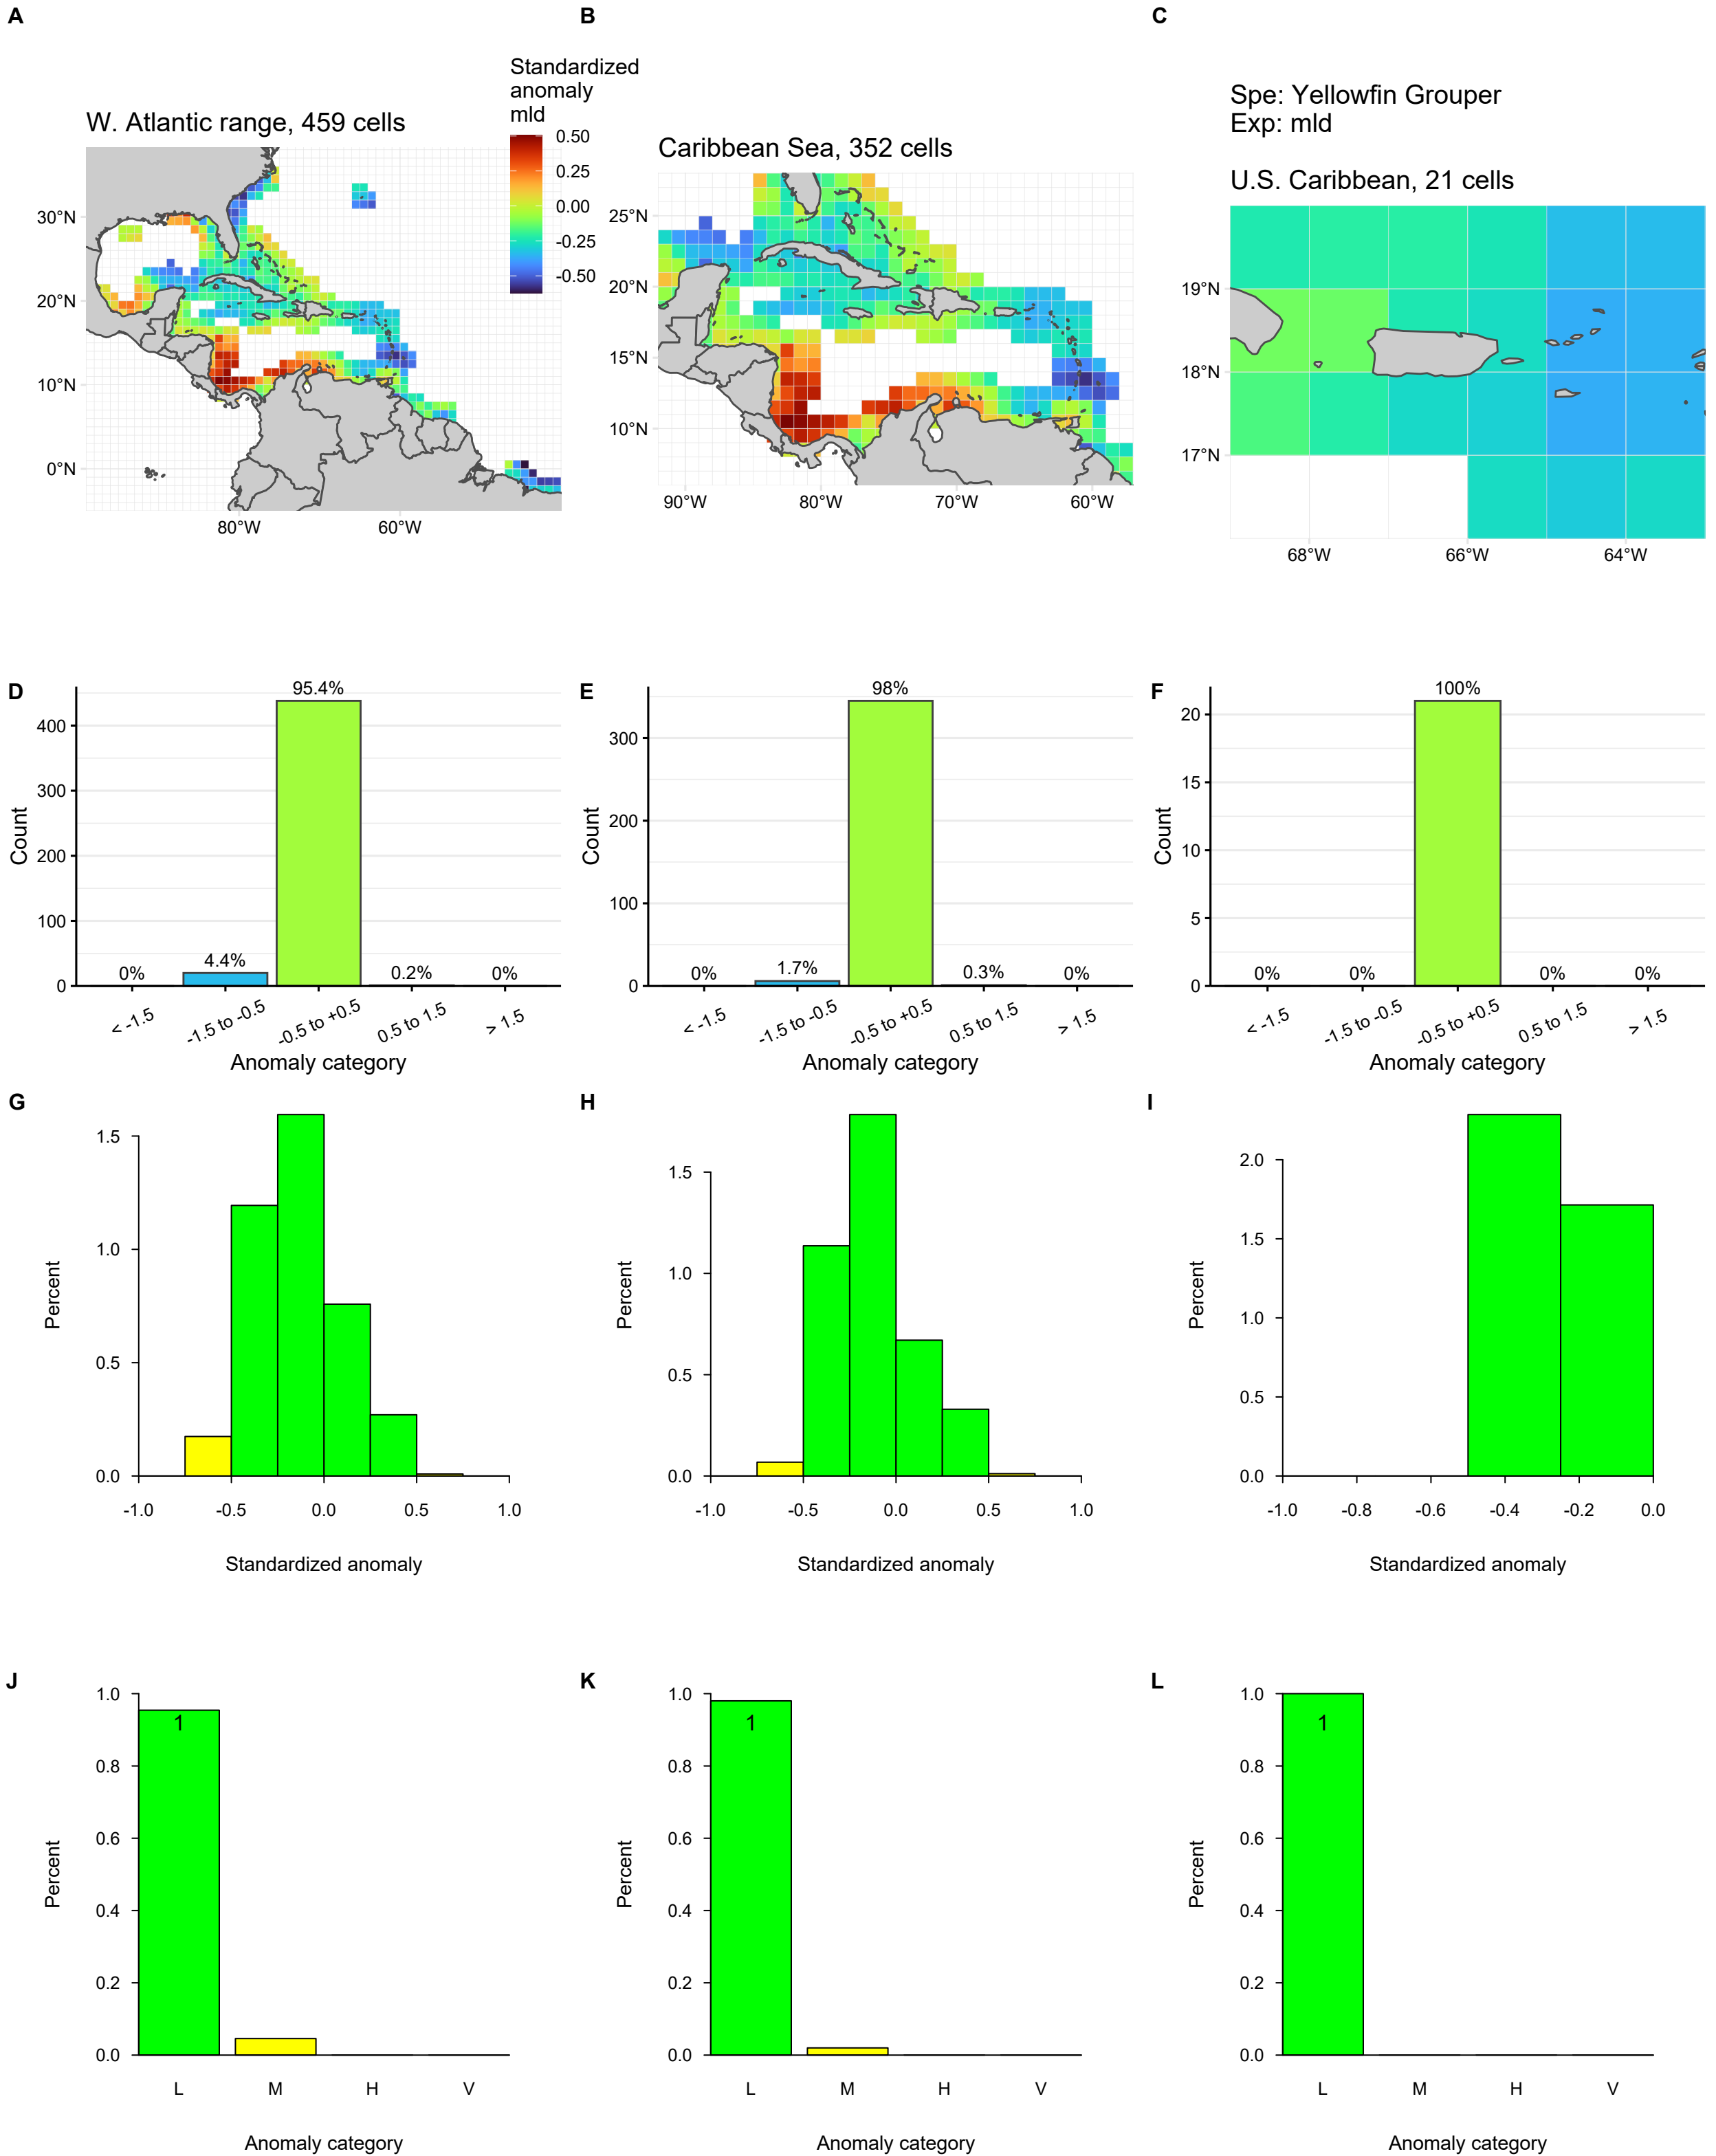 A
B
C
Standardized
anomaly
mld
0.50
0.25
0.00
-0.25
-0.50
W. Atlantic range, 459 cells
30°N
20°N
10°N
0°N
80°W
60°W
Caribbean Sea, 352 cells
25°N
20°N
15°N
10°N
90°W
80°W
70°W
60°W
Spe: Yellowfin Grouper
Exp: mld
U.S. Caribbean, 21 cells
19°N
18°N
17°N
68°W
66°W
64°W
D
Count
400
300
200
100
0
0%
4.4%
95.4%
0.2%
0%
< -1.5
-1.5 to -0.5
-0.5 to +0.5
0.5 to 1.5
> 1.5
Anomaly category
E
Count
300
200
100
0
0%
1.7%
98%
0.3%
0%
< -1.5
-1.5 to -0.5
-0.5 to +0.5
0.5 to 1.5
> 1.5
Anomaly category
F
Count
20
15
10
5
0
0%
0%
100%
0%
0%
< -1.5
-1.5 to -0.5
-0.5 to +0.5
0.5 to 1.5
> 1.5
Anomaly category
G
Percent
1.5
1.0
0.5
0.0
-1.0
-0.5
0.0
0.5
1.0
Standardized anomaly
H
Percent
1.5
1.0
0.5
0.0
-1.0
-0.5
0.0
0.5
1.0
Standardized anomaly
I
Percent
2.0
1.5
1.0
0.5
0.0
-1.0
-0.8
-0.6
-0.4
-0.2
0.0
Standardized anomaly
J
Percent
1.0
0.8
0.6
0.4
0.2
0.0
1
L
M
H
V
Anomaly category
K
Percent
1.0
0.8
0.6
0.4
0.2
0.0
1
L
M
H
V
Anomaly category
L
Percent
1.0
0.8
0.6
0.4
0.2
0.0
1
L
M
H
V
Anomaly category